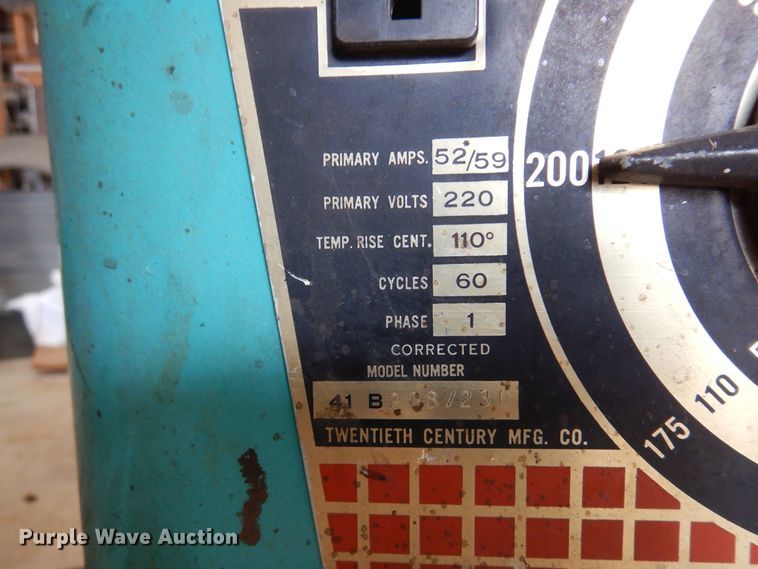 PRIMARY AMPS. 52/59
PRIMARY VOLTS 220
TEMP. RISE CENT. 110°
CYCLES 60
PHASE 1
CORRECTED
MODEL NUMBER
41 B
TWENTIETH CENTURY MFG. CO.
200
110
175
Purple Wave Auction®